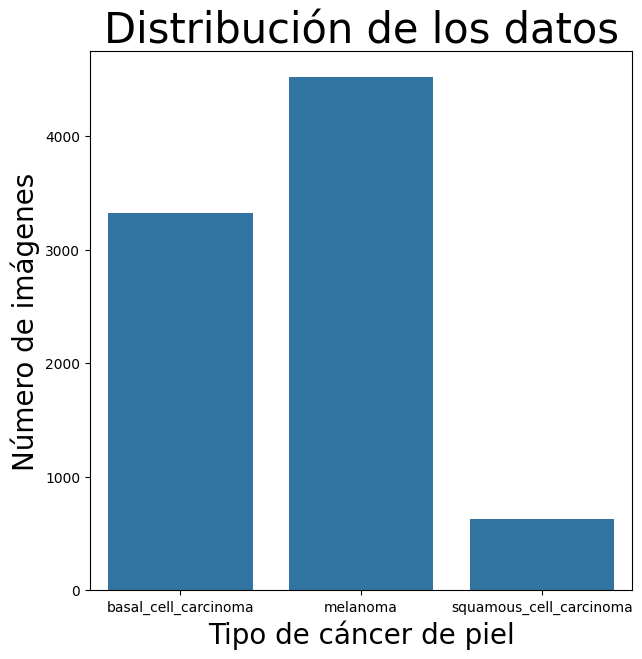 Distribución de los datos
Número de imágenes
4000
3000
2000
1000
0
basal_cell_carcinoma
melanoma
squamous_cell_carcinoma
Tipo de cáncer de piel